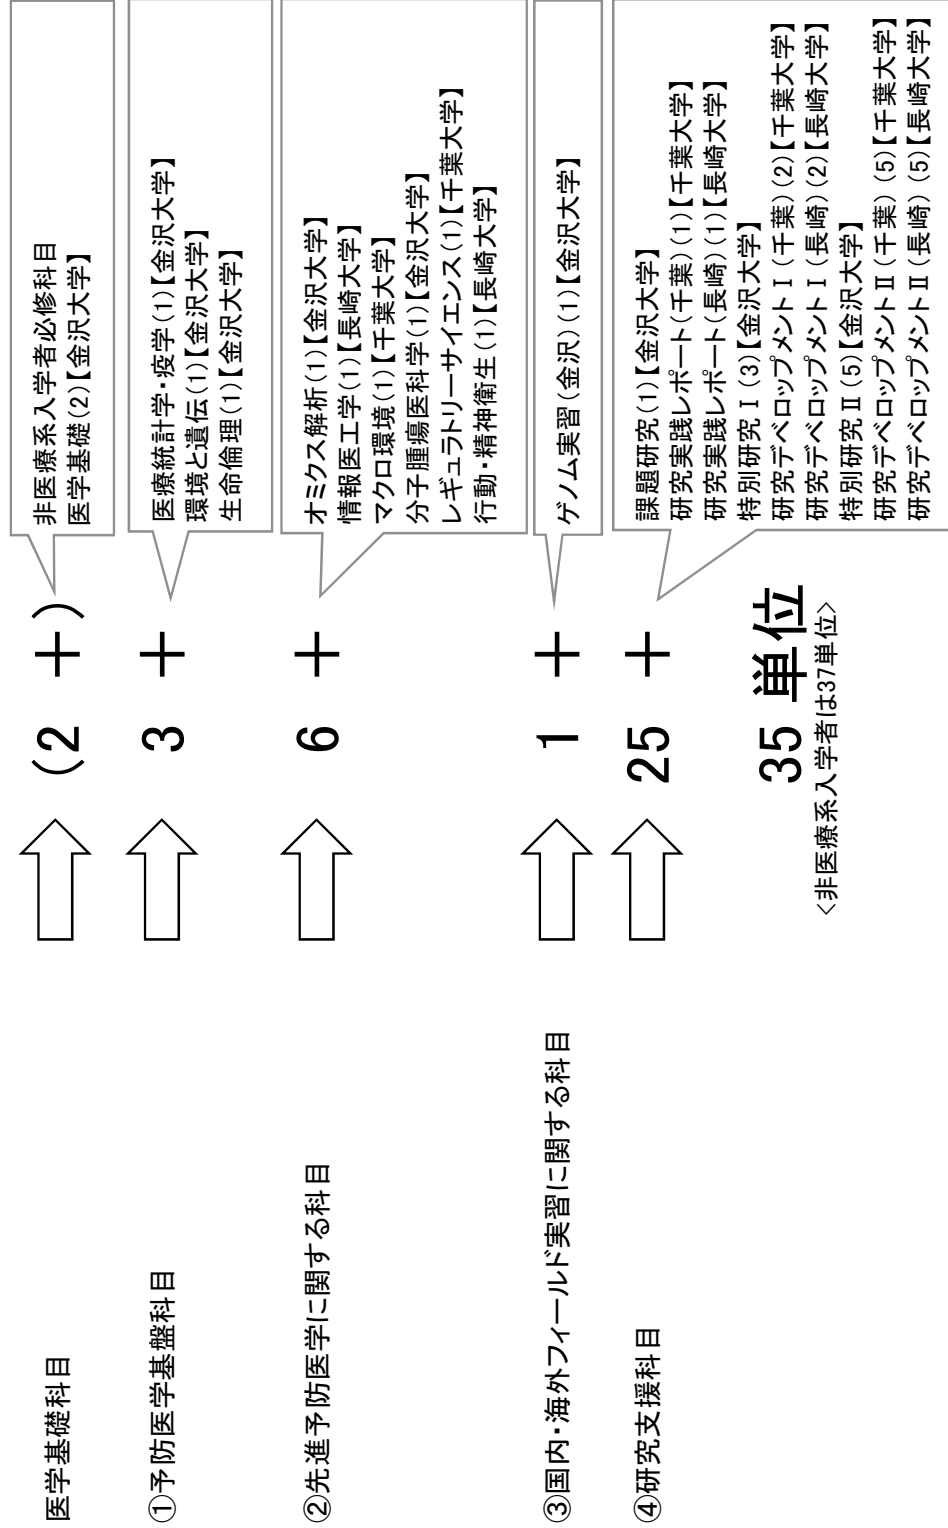 医学基礎科目
(2 +)
非医療系入学者必修科目
医学基礎(2)【金沢大学】
①予防医学基盤科目
3 +
医療統計学・疫学(1)【金沢大学】
環境と遺伝(1)【金沢大学】
生命倫理(1)【金沢大学】
②先進予防医学に関する科目
6 +
オミクス解析(1)【金沢大学】
情報医工学(1)【長崎大学】
マクロ環境(1)【千葉大学】
分子腫瘍医科学(1)【金沢大学】
レギュラトリーサイエンス(1)【千葉大学】
行動・精神衛生(1)【長崎大学】
③国内・海外フィールド実習に関する科目
1 +
ゲノム実習(金沢)(1)【金沢大学】
④研究支援科目
25 +
課題研究(1)【金沢大学】
研究実践レポート(千葉)(1)【千葉大学】
研究実践レポート(長崎)(1)【長崎大学】
特別研究Ⅰ(3)【金沢大学】
研究デベロップメントⅠ(千葉)(2)【千葉大学】
研究デベロップメントⅠ(長崎)(2)【長崎大学】
特別研究Ⅱ(5)【金沢大学】
研究デベロップメントⅡ(千葉)(5)【千葉大学】
研究デベロップメントⅡ(長崎)(5)【長崎大学】
35 単位
<非医療系入学者は37単位>